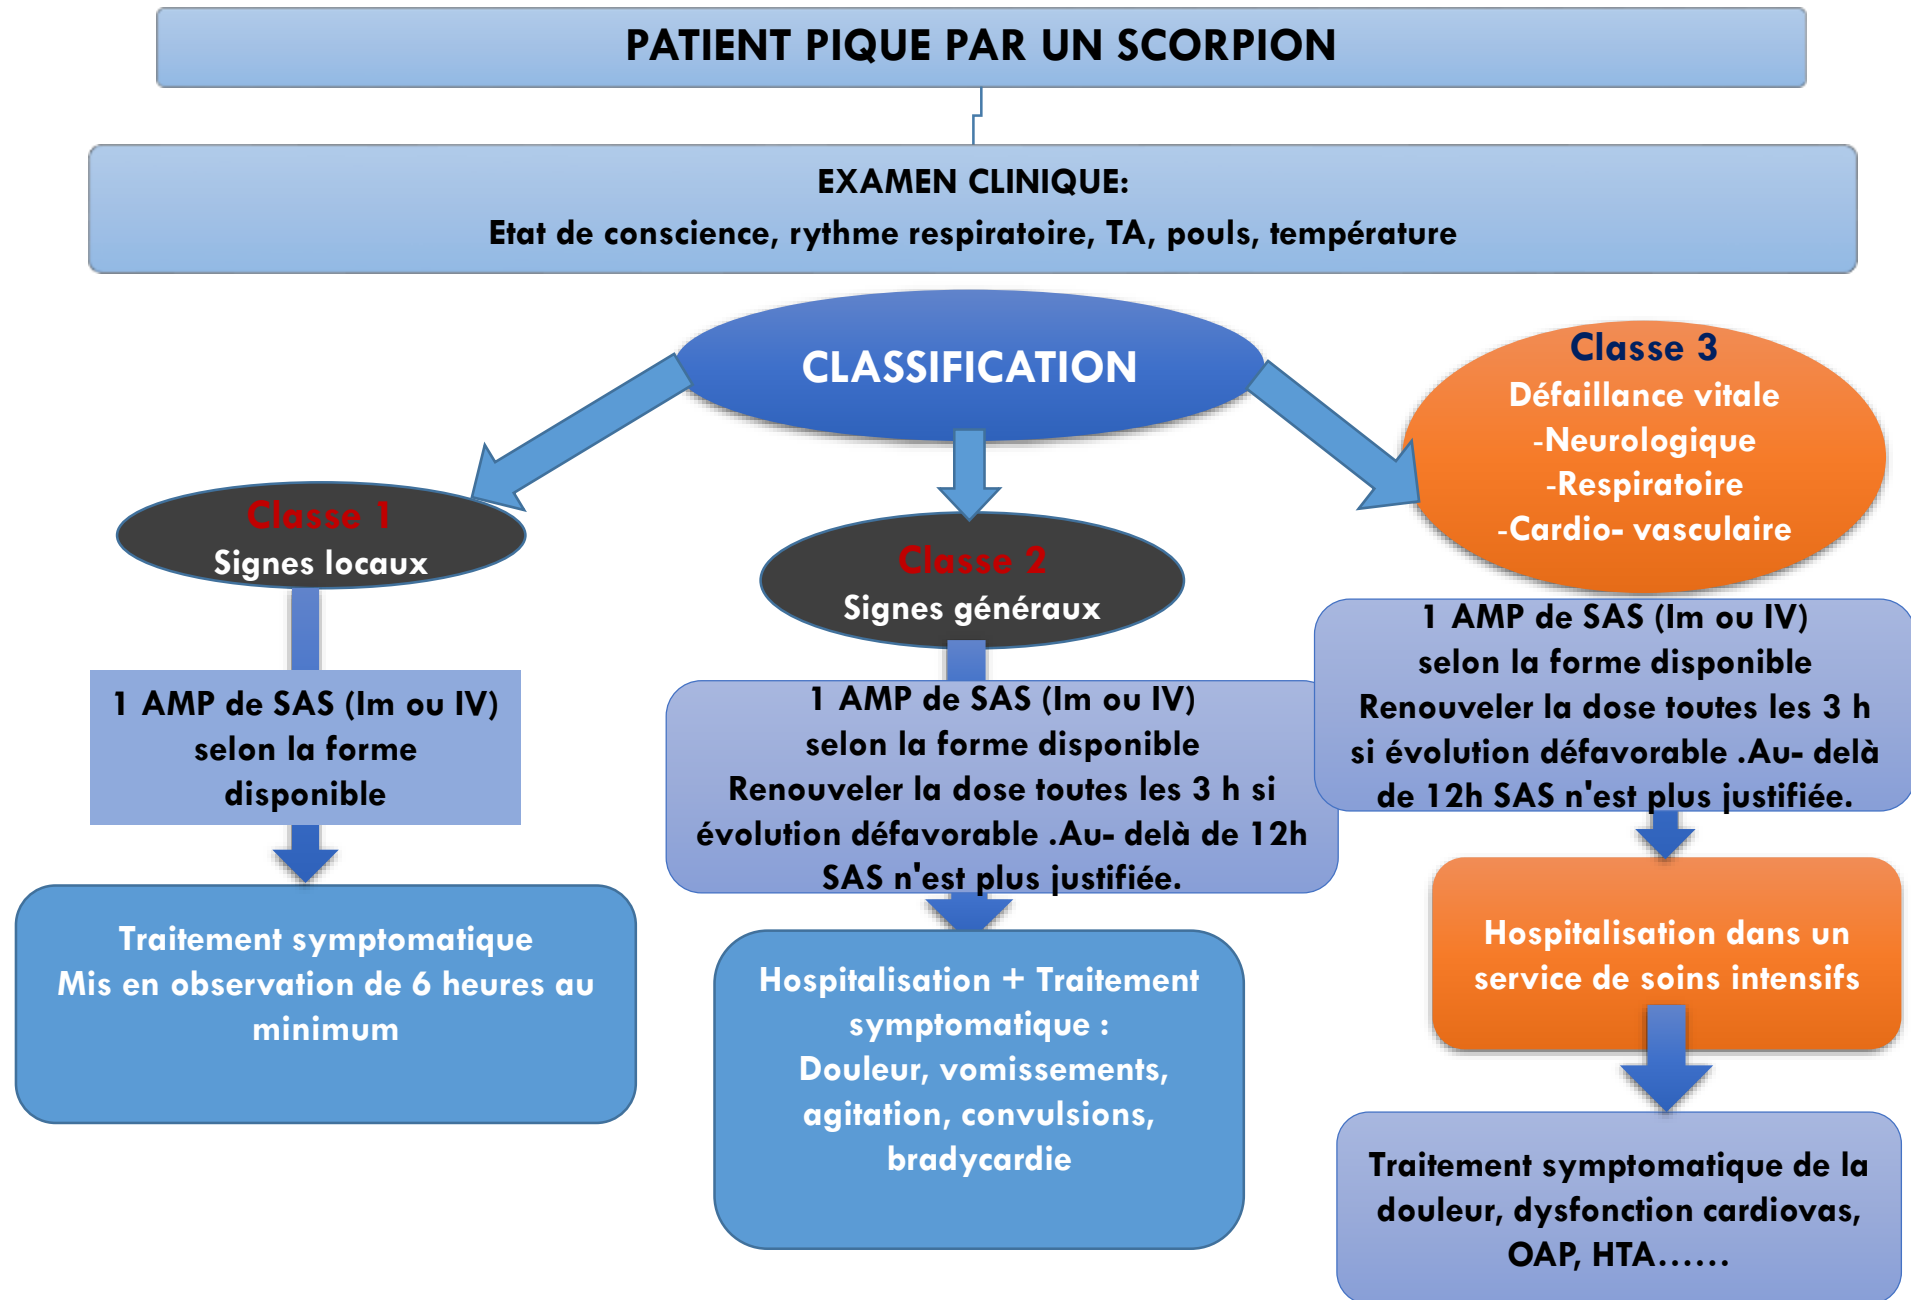 PATIENT PIQUE PAR UN SCORPION
EXAMEN CLINIQUE:
Etat de conscience, rythme respiratoire, TA, pouls, température
CLASSIFICATION
Classe 1
Signes locaux
1 AMP de SAS (Im ou IV)
selon la forme
disponible
Traitement symptomatique
Mis en observation de 6 heures au
minimum
Classe 2
Signes généraux
1 AMP de SAS (Im ou IV)
selon la forme disponible
Renouveler la dose toutes les 3 h si
évolution défavorable .Au- delà de 12h
SAS n'est plus justifiée.
Hospitalisation + Traitement
symptomatique :
Douleur, vomissements,
agitation, convulsions,
bradycardie
Classe 3
Défaillance vitale
-Neurologique
-Respiratoire
-Cardio- vasculaire
1 AMP de SAS (Im ou IV)
selon la forme disponible
Renouveler la dose toutes les 3 h
si évolution défavorable .Au- delà
de 12h SAS n'est plus justifiée.
Hospitalisation dans un
service de soins intensifs
Traitement symptomatique de la
douleur, dysfonction cardiovas,
OAP, HTA......